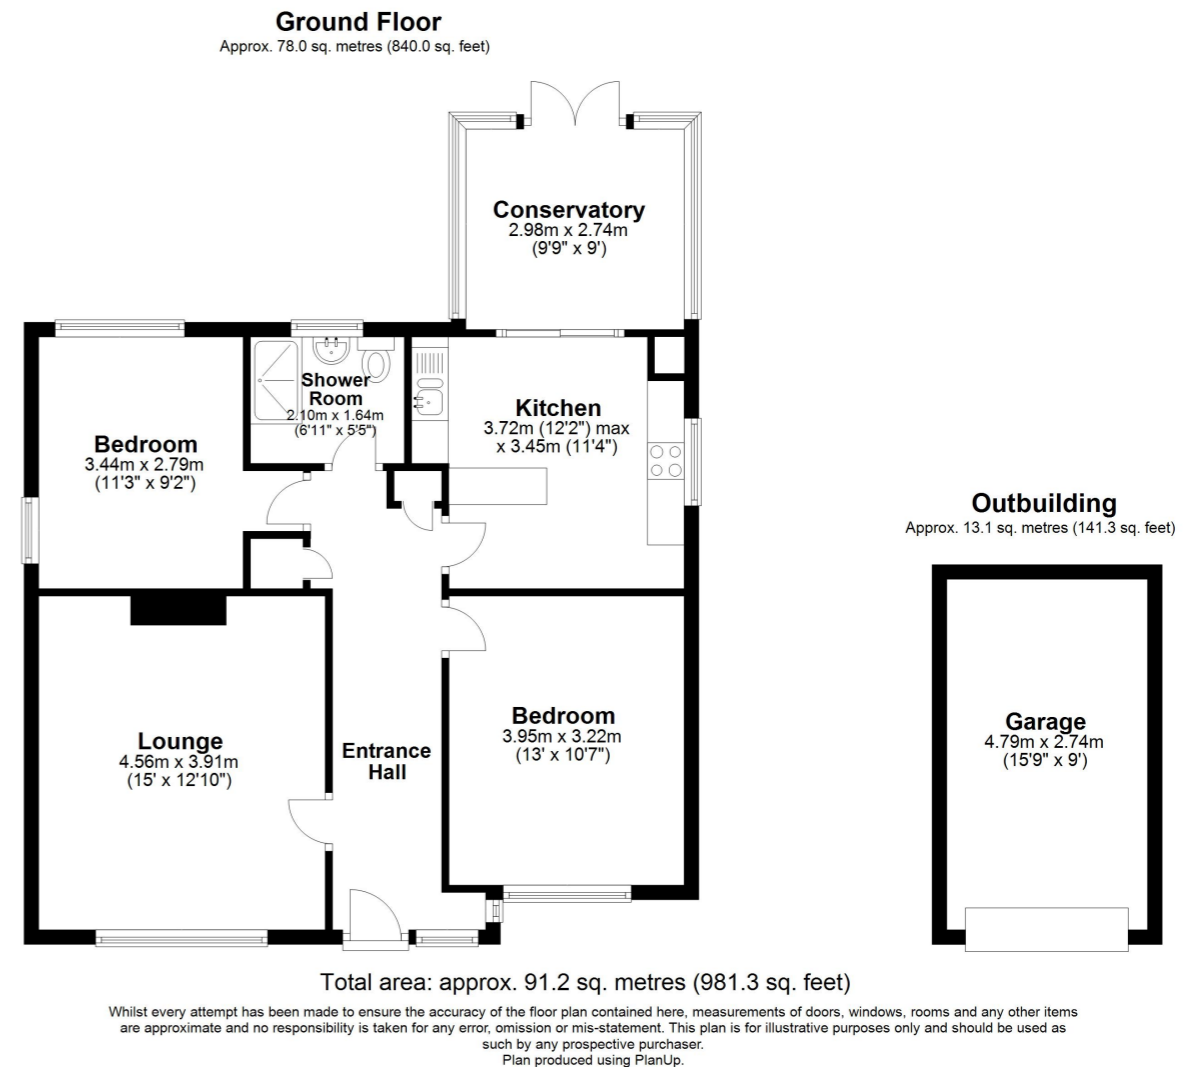 Ground Floor
Approx. 78.0 sq. metres (840.0 sq. feet)
Conservatory
2.98m x 2.74m
(9'9" x 9')
Shower
Room
2.10m x 1.64m
(6'11" x 5'5")
Kitchen
3.72m (12'2") max
x 3.45m (11'4")
Bedroom
3.44m x 2.79m
(11'3" x 9'2")
Outbuilding
Approx. 13.1 sq. metres (141.3 sq. feet)
Lounge
4.56m x 3.91m
(15' x 12'10")
Entrance
Hall
Bedroom
3.95m x 3.22m
(13' x 10'7")
Garage
4.79m x 2.74m
(15'9" x 9')
Total area: approx. 91.2 sq. metres (981.3 sq. feet)
Whilst every attempt has been made to ensure the accuracy of the floor plan contained here, measurements of doors, windows, rooms and any other items
are approximate and no responsibility is taken for any error, omission or mis-statement. This plan is for illustrative purposes only and should be used as
such by any prospective purchaser.
Plan produced using PlanUp.